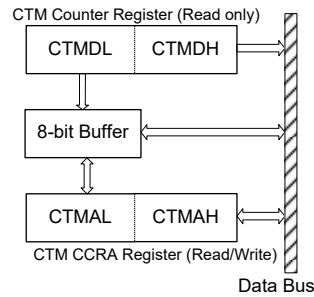 CTM Counter Register (Read only)
CTMDL CTMDH
8-bit Buffer
CTMAL CTMAH
CTM CCRA Register (Read/Write)
Data Bus